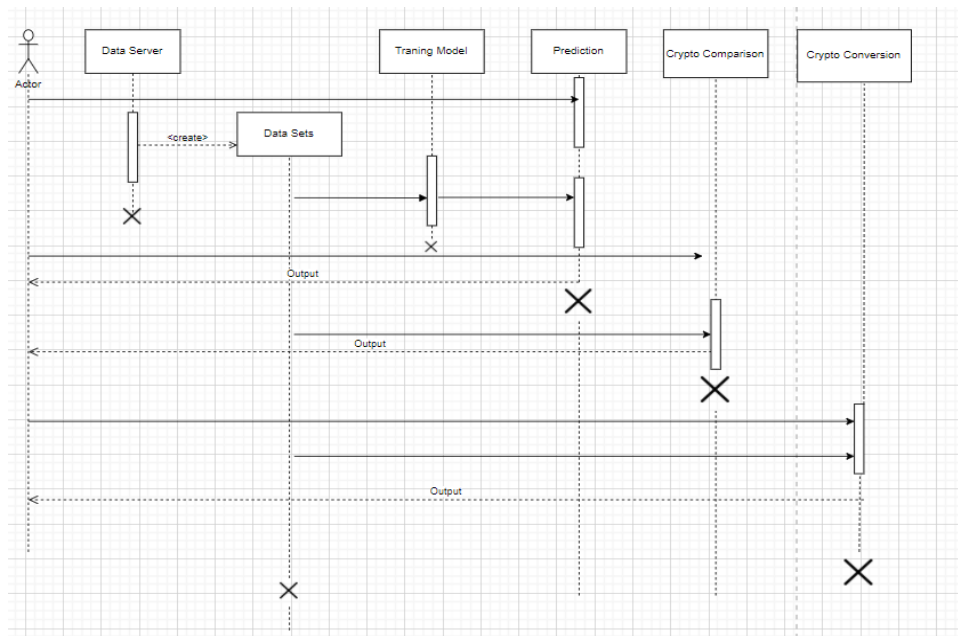 Actor
Data Server
Traning Model
Prediction
Crypto Comparison
Crypto Conversion
<create>
Data Sets
Output
Output
Output